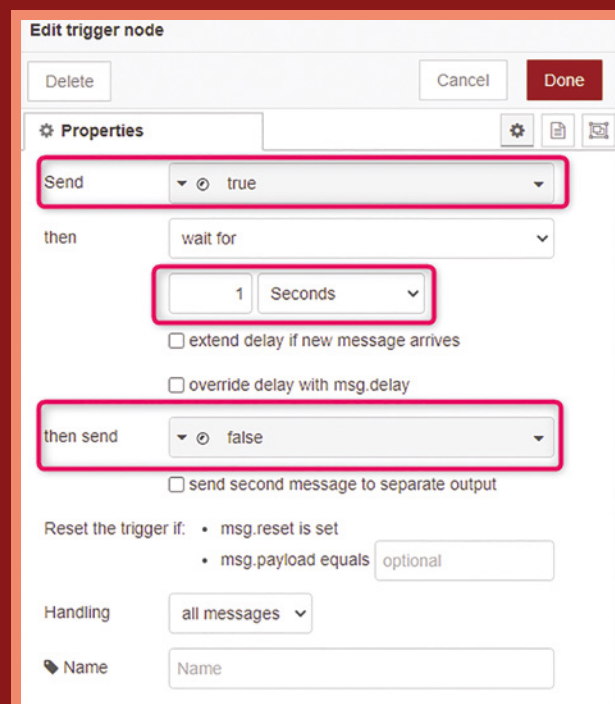 Edit trigger node
Delete Cancel Done
Properties
Send true
then wait for
1 Seconds
extend delay if new message arrives
override delay with msg.delay
then send false
send second message to separate output
Reset the trigger if: • msg.reset is set
• msg.payload equals optional
Handling all messages
Name Name